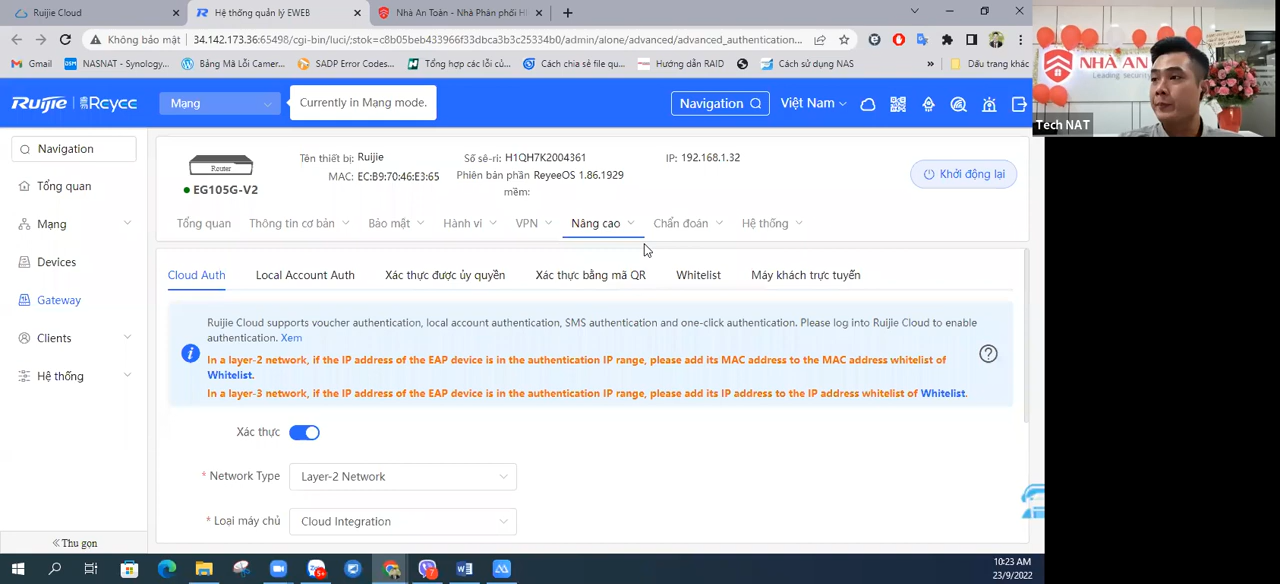 Ruijie Cloud
Hệ thống quản lý EWEB
Nhà An Toàn - Nhà Phân phối H
Không bảo mật
34.142.173.36:65498/cgi-bin/luci/;stok=c8b05beb433966f33dbca3b3c25334b0/admin/alone/advanced/advanced_authentication...
Gmail
NASNAT - Synology...
Bảng Mã Lỗi Camer...
SADP Error Codes...
Tổng hợp các lỗi củ...
Cách chia sẻ file qu...
Hướng dẫn RAID
Cách sử dụng NAS
»
Dấu trang khác
NHÀ AN
Leading security
Tech NAT
Ruijie | Rcycc
Mạng
Currently in Mạng mode.
Navigation
Việt Nam
Navigation
Tổng quan
Mạng
Devices
Gateway
Clients
Hệ thống
«Thu gọn
Router
EG105G-V2
Tên thiết bị: Ruijie
Số sê-ri: H1QH7K2004361
IP: 192.168.1.32
MAC: EC:B9:70:46:E3:65
Phiên bản phần ReyeeOS 1.86.1929
mềm:
Khởi động lại
Tổng quan
Thông tin cơ bản
Bảo mật
Hành vi
VPN
Nâng cao
Chẩn đoán
Hệ thống
Cloud Auth
Local Account Auth
Xác thực được ủy quyền
Xác thực bằng mã QR
Whitelist
Máy khách trực tuyến
Ruijie Cloud supports voucher authentication, local account authentication, SMS authentication and one-click authentication. Please log into Ruijie Cloud to enable
authentication. Xem
In a layer-2 network, if the IP address of the EAP device is in the authentication IP range, please add its MAC address to the MAC address whitelist of
Whitelist.
In a layer-3 network, if the IP address of the EAP device is in the authentication IP range, please add its IP address to the IP address whitelist of Whitelist.
Xác thực
* Network Type
Layer-2 Network
* Loại máy chủ
Cloud Integration
10:23 AM
23/9/2022